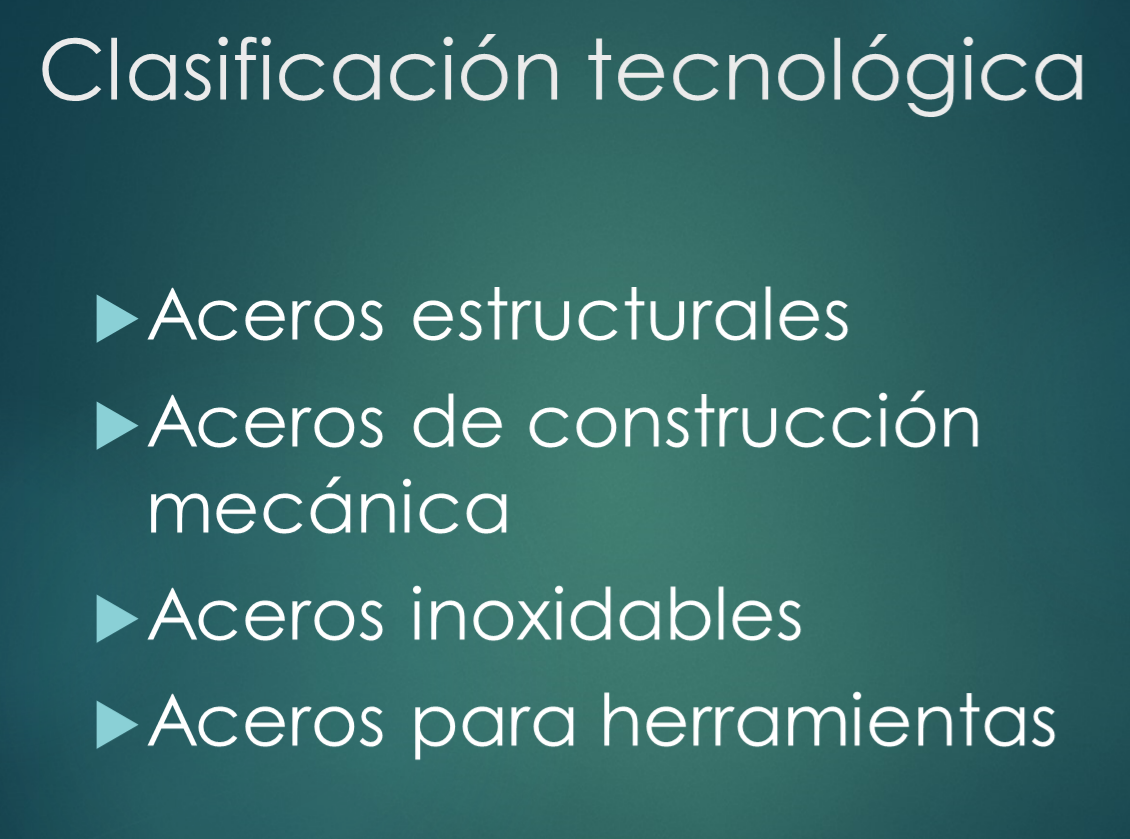 Clasificación tecnológica
Aceros estructurales
Aceros de construcción
mecánica
Aceros inoxidables
Aceros para herramientas